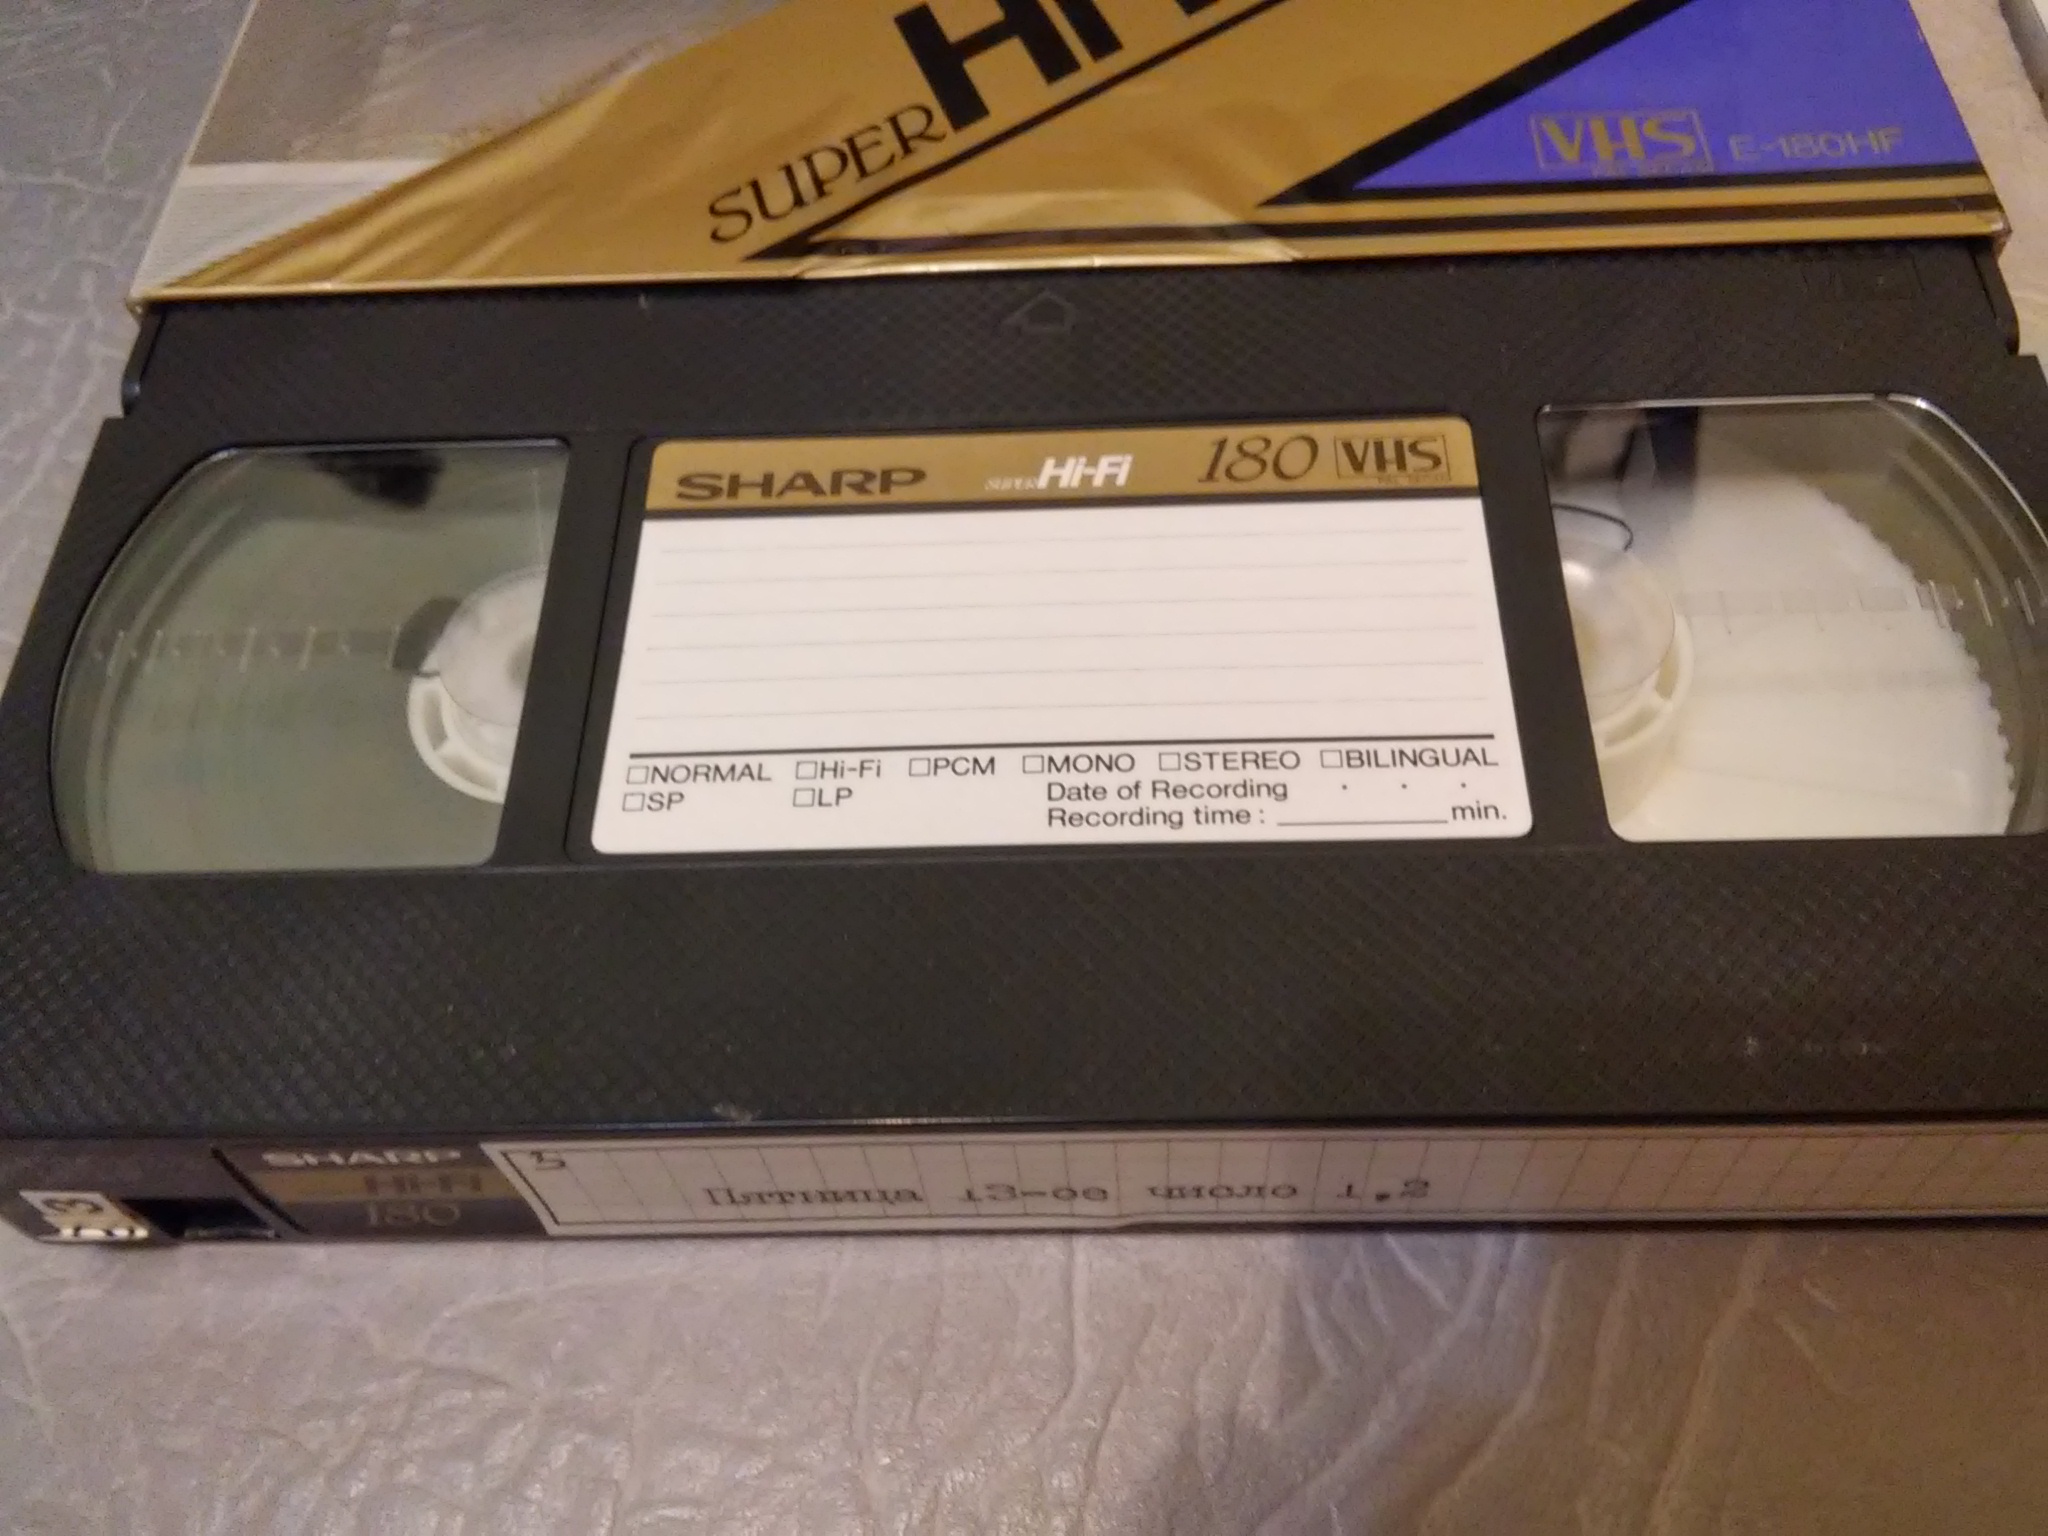 SUPER Hi
VHS E-180HF
SHARP SUPER Hi-Fi 180 VHS
□NORMAL □Hi-Fi □PCM □MONO □STEREO □BILINGUAL
□SP □LP Date of Recording . . .
Recording time : ________ min.
SHARP
Hi-Fi
180
Пятница 13-ое число 1,2